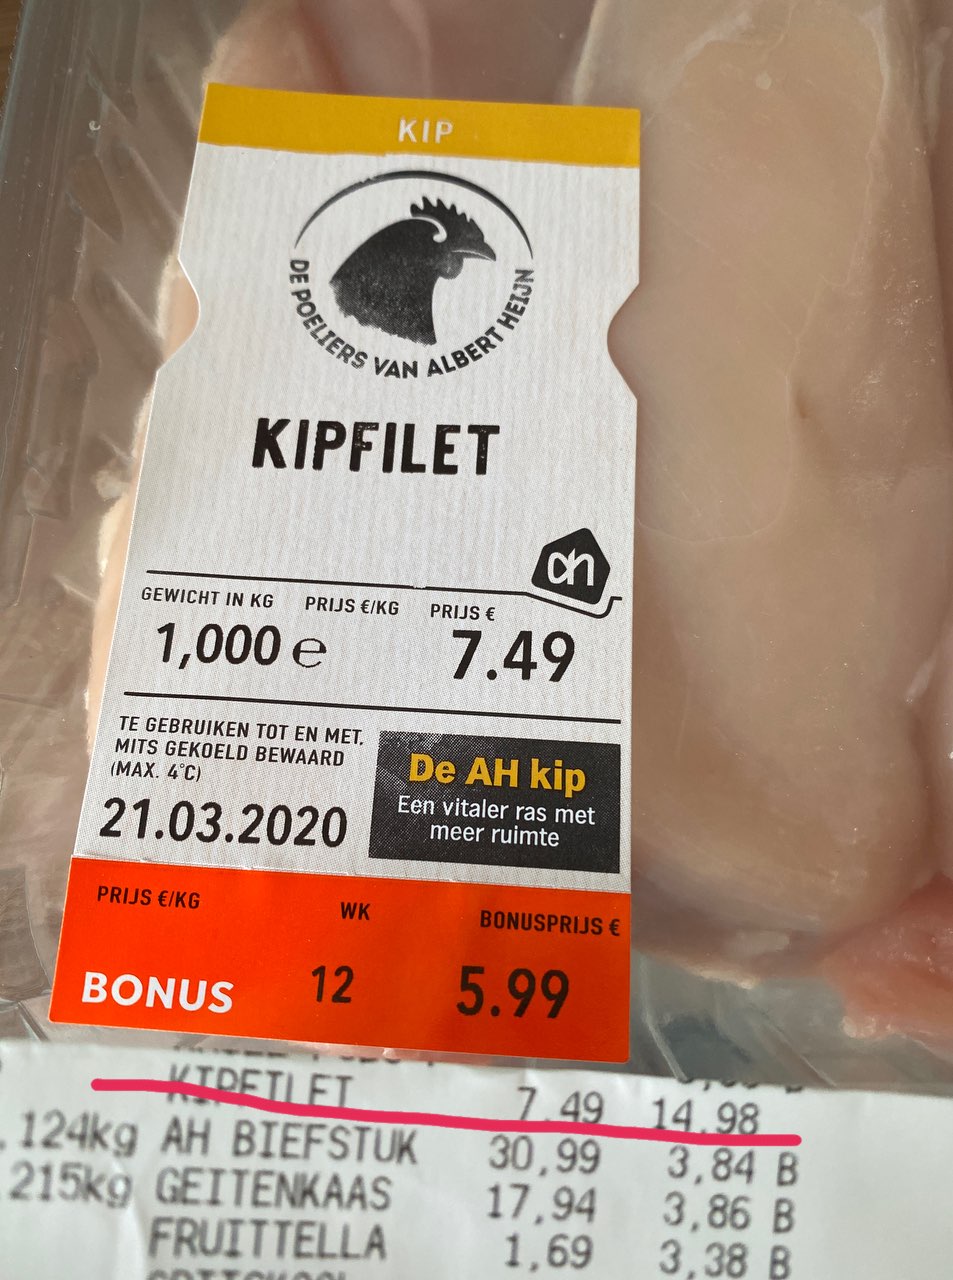 KIP
DE POELIERS VAN ALBERT HEIJN
KIPFILET
ah
GEWICHT IN KG PRIJS €/KG PRIJS €
1,000 e 7.49
TE GEBRUIKEN TOT EN MET,
MITS GEKOELD BEWAARD
(MAX. 4°C)
21.03.2020
De AH kip
Een vitaler ras met
meer ruimte
PRIJS €/KG WK BONUSPRIJS €
BONUS 12 5.99
KIPFILET 7,49 14,98
,124kg AH BIEFSTUK 30,99 3,84 B
,215kg GEITENKAAS 17,94 3,86 B
FRUITTELLA 1,69 3,38 B